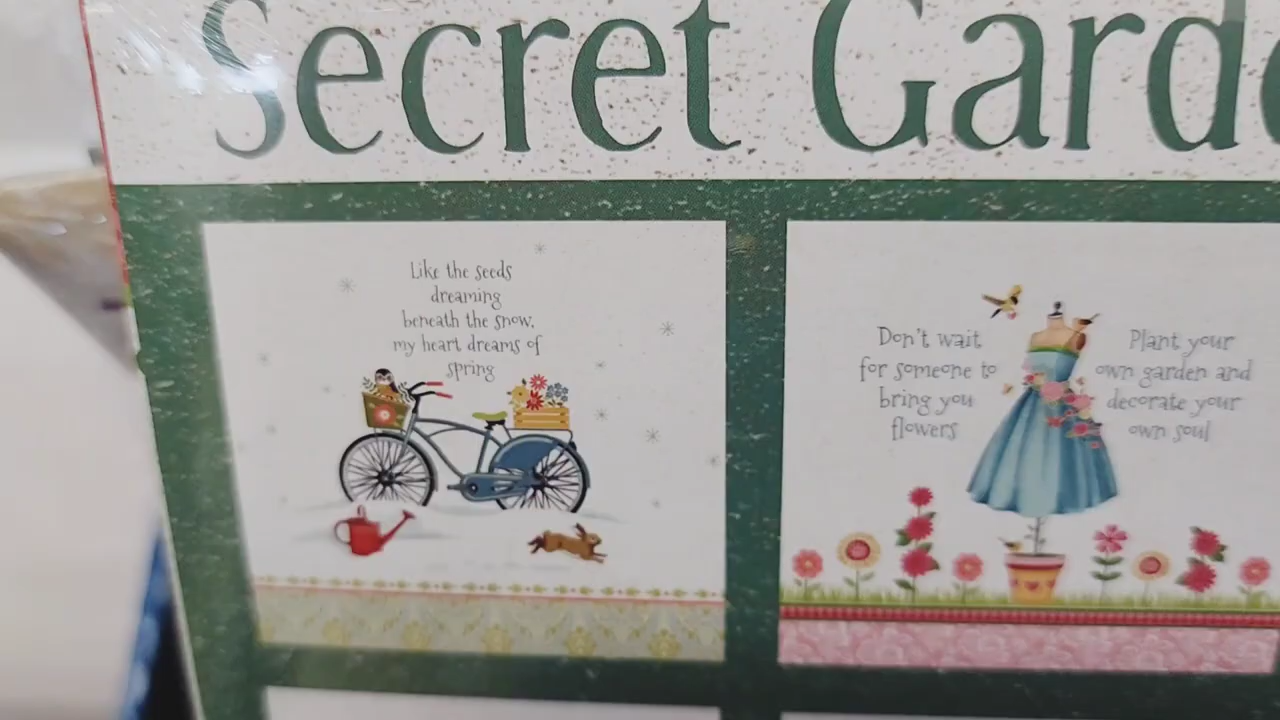 Secret Garde
Like the seeds
dreaming
beneath the snow,
my heart dreams of
spring
Don't wait
for someone to
bring you
flowers
Plant your
own garden and
decorate your
own soul